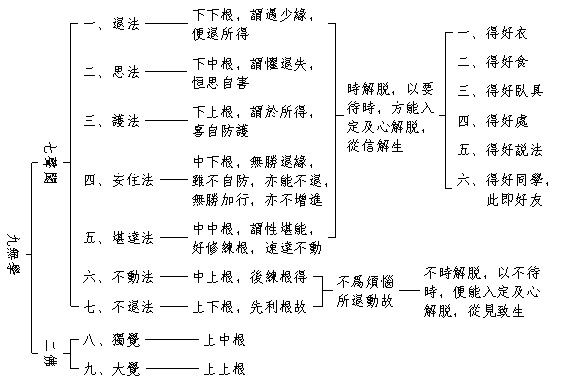 九無學
七聲聞
一、退法
下下根，謂遇少緣，
便退所得
二、思法
下中根，謂懼退失，
恒思自害
三、護法
下上根，謂於所得，
喜自防護
四、安住法
中下根，無勝退緣，
雖不自防，亦能不退，
無勝加行，亦不增進
五、堪達法
中中根，謂性堪能，
好修練根，速達不動
時解脫，以要
待時，方能入
定及心解脫，
從信解生
一、得好衣
二、得好食
三、得好臥具
四、得好處
五、得好說法
六、得好同學，
此即好友
六、不動法
中上根，後練根得
七、不退法
上下根，先利根故
不爲煩惱
所退動故
不時解脫，以不待
時，便能入定及心
解脫，從見致生
二佛
八、獨覺
上中根
九、大覺
上上根